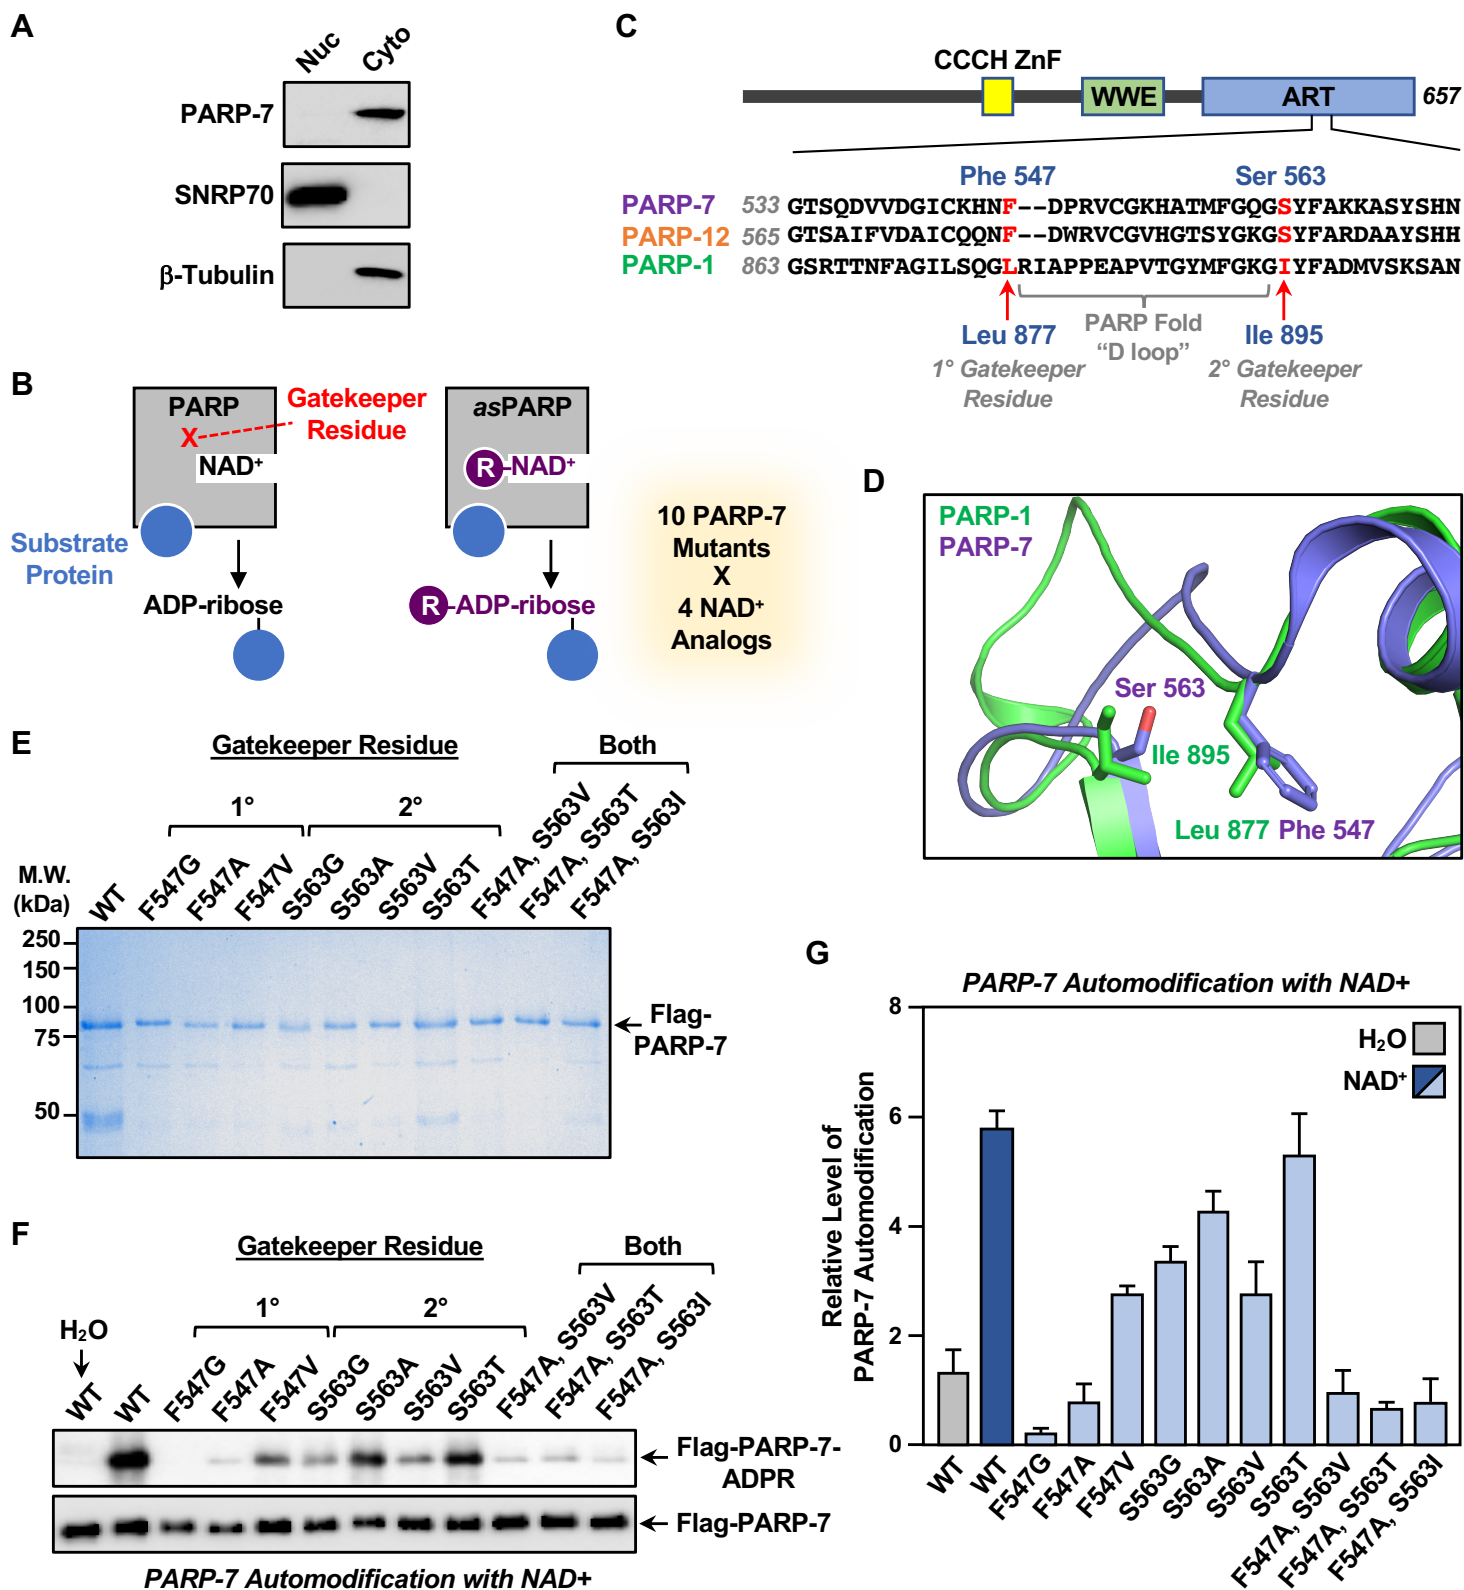 A
Nuc
Cyto
PARP-7
SNRP70
β-Tubulin
B
PARP
X
Gatekeeper
Residue
NAD⁺
Substrate
Protein
ADP-ribose
asPARP
R-NAD⁺
R-ADP-ribose
10 PARP-7
Mutants
X
4 NAD⁺
Analogs
C
CCCH ZnF
WWE
ART
657
Phe 547
Ser 563
PARP-7 533 GTSQDVVDGICKHNF--DPRVCGKHATMFGQGSYFAKKASYSHN
PARP-12 565 GTSAIFVDAICQQNF--DWRVCGVHGTSYGKGSYFARDAAYSHH
PARP-1 863 GSRTTNFAGILSQGLRIAPPEAPVTGYMFGKGIYFADMVSKSAN
Leu 877
1° Gatekeeper
Residue
PARP Fold
“D loop”
Ile 895
2° Gatekeeper
Residue
D
PARP-1
PARP-7
Ser 563
Ile 895
Leu 877
Phe 547
E
Gatekeeper Residue
Both
1°
2°
M.W.
(kDa)
WT
F547G
F547A
F547V
S563G
S563A
S563V
S563T
F547A, S563V
F547A, S563T
F547A, S563I
250
150
100
75
50
Flag-
PARP-7
F
Gatekeeper Residue
Both
1°
2°
H₂O
WT
WT
F547G
F547A
F547V
S563G
S563A
S563V
S563T
F547A, S563V
F547A, S563T
F547A, S563I
Flag-PARP-7-
ADPR
Flag-PARP-7
PARP-7 Automodification with NAD+
G
PARP-7 Automodification with NAD+
Relative Level of
PARP-7 Automodification
8
6
4
2
0
H₂O
NAD⁺
WT
WT
F547G
F547A
F547V
S563G
S563A
S563V
S563T
F547A, S563V
F547A, S563T
F547A, S563I